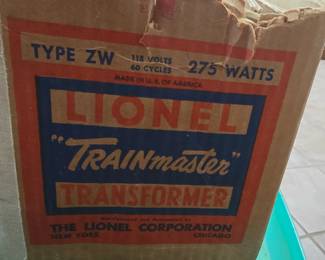 TYPE ZW 115 VOLTS 275 WATTS
60 CYCLES
MADE IN U.S. OF AMERICA
LIONEL
"TRAINmaster"
TRANSFORMER
THE LIONEL CORPORATION
NEW YORK CHICAGO